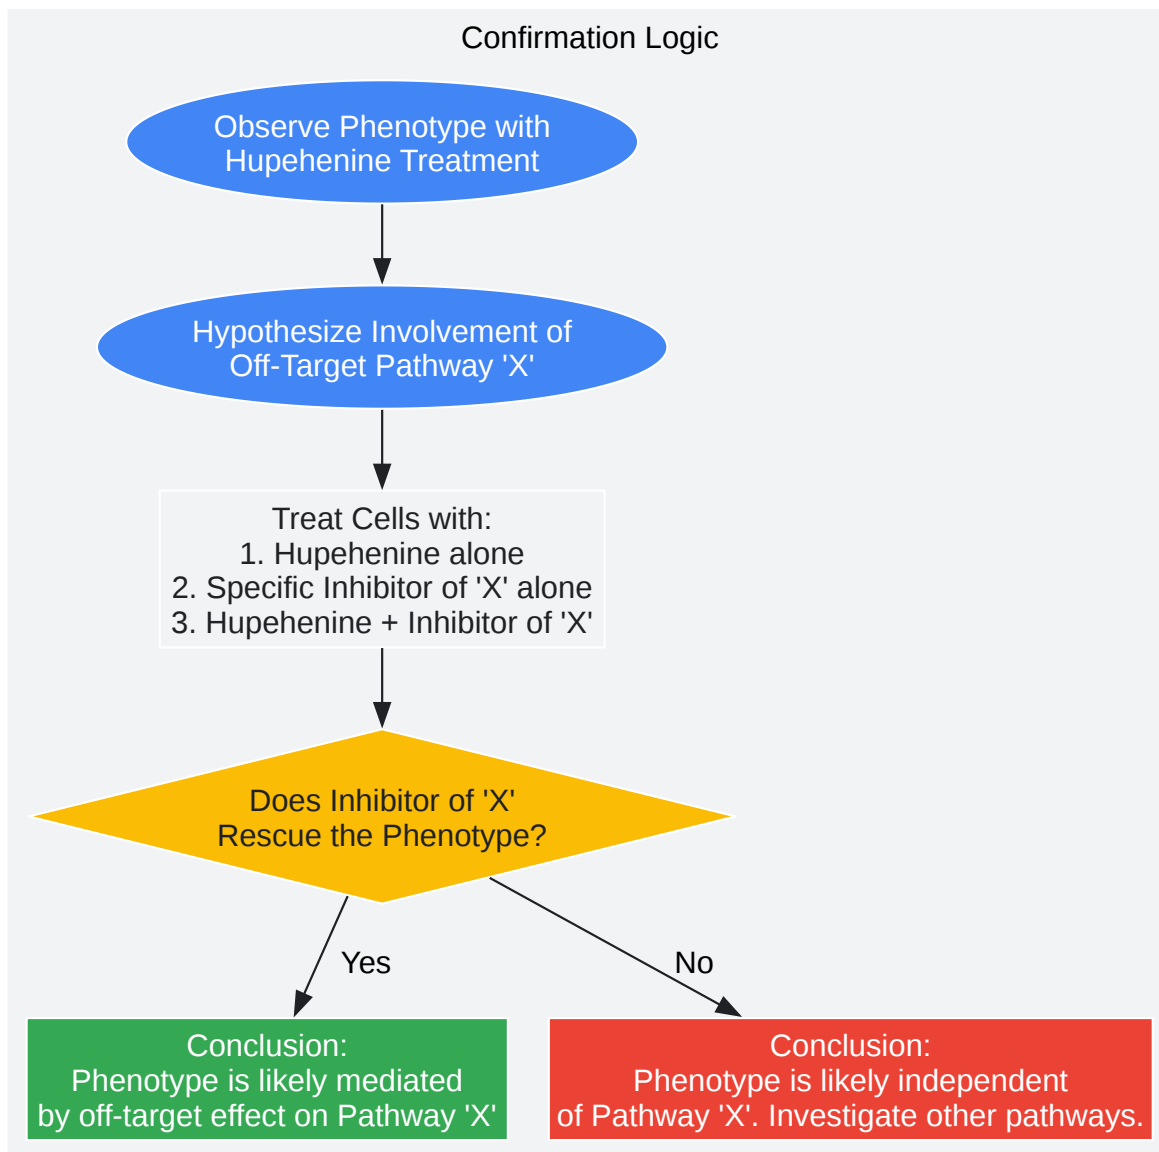 Confirmation Logic
Observe Phenotype with
Hupehenine Treatment
Hypothesize Involvement of
Off-Target Pathway 'X'
Treat Cells with:
1. Hupehenine alone
2. Specific Inhibitor of 'X' alone
3. Hupehenine + Inhibitor of 'X'
Does Inhibitor of 'X'
Rescue the Phenotype?
Yes
No
Conclusion:
Phenotype is likely mediated
by off-target effect on Pathway 'X'
Conclusion:
Phenotype is likely independent
of Pathway 'X'. Investigate other pathways.